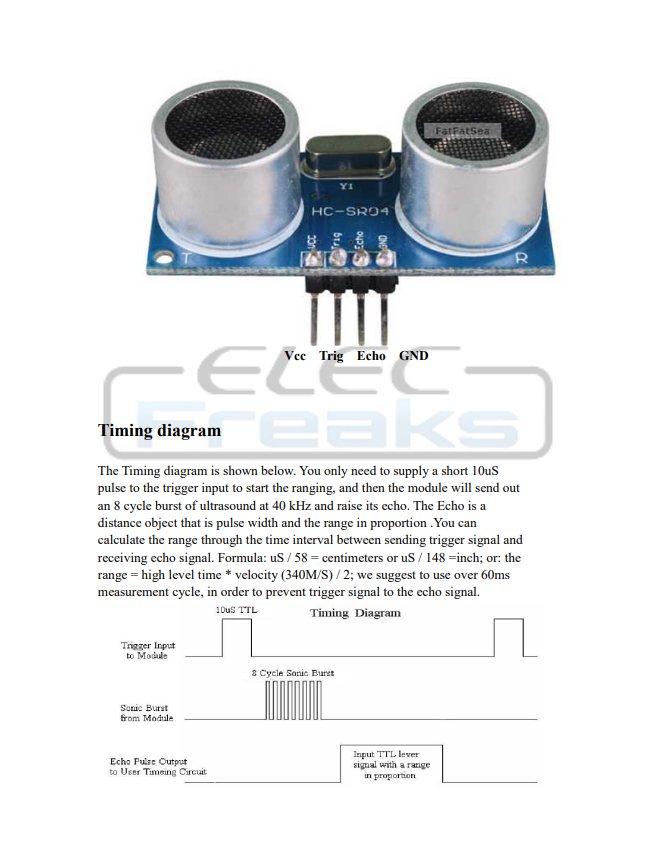 FatFatSea
Y1
HC-SR04
VCC Trig Echo GND
T R
Vcc Trig Echo GND
ELEC
Freaks
Timing diagram
The Timing diagram is shown below. You only need to supply a short 10uS
pulse to the trigger input to start the ranging, and then the module will send out
an 8 cycle burst of ultrasound at 40 kHz and raise its echo. The Echo is a
distance object that is pulse width and the range in proportion .You can
calculate the range through the time interval between sending trigger signal and
receiving echo signal. Formula: uS / 58 = centimeters or uS / 148 =inch; or: the
range = high level time * velocity (340M/S) / 2; we suggest to use over 60ms
measurement cycle, in order to prevent trigger signal to the echo signal.
10uS TTL
Timing Diagram
Trigger Input
to Module
8 Cycle Sonic Burst
Sonic Burst
from Module
Echo Pulse Output
to User Timeing Circuit
Input TTL lever
signal with a range
in proportion